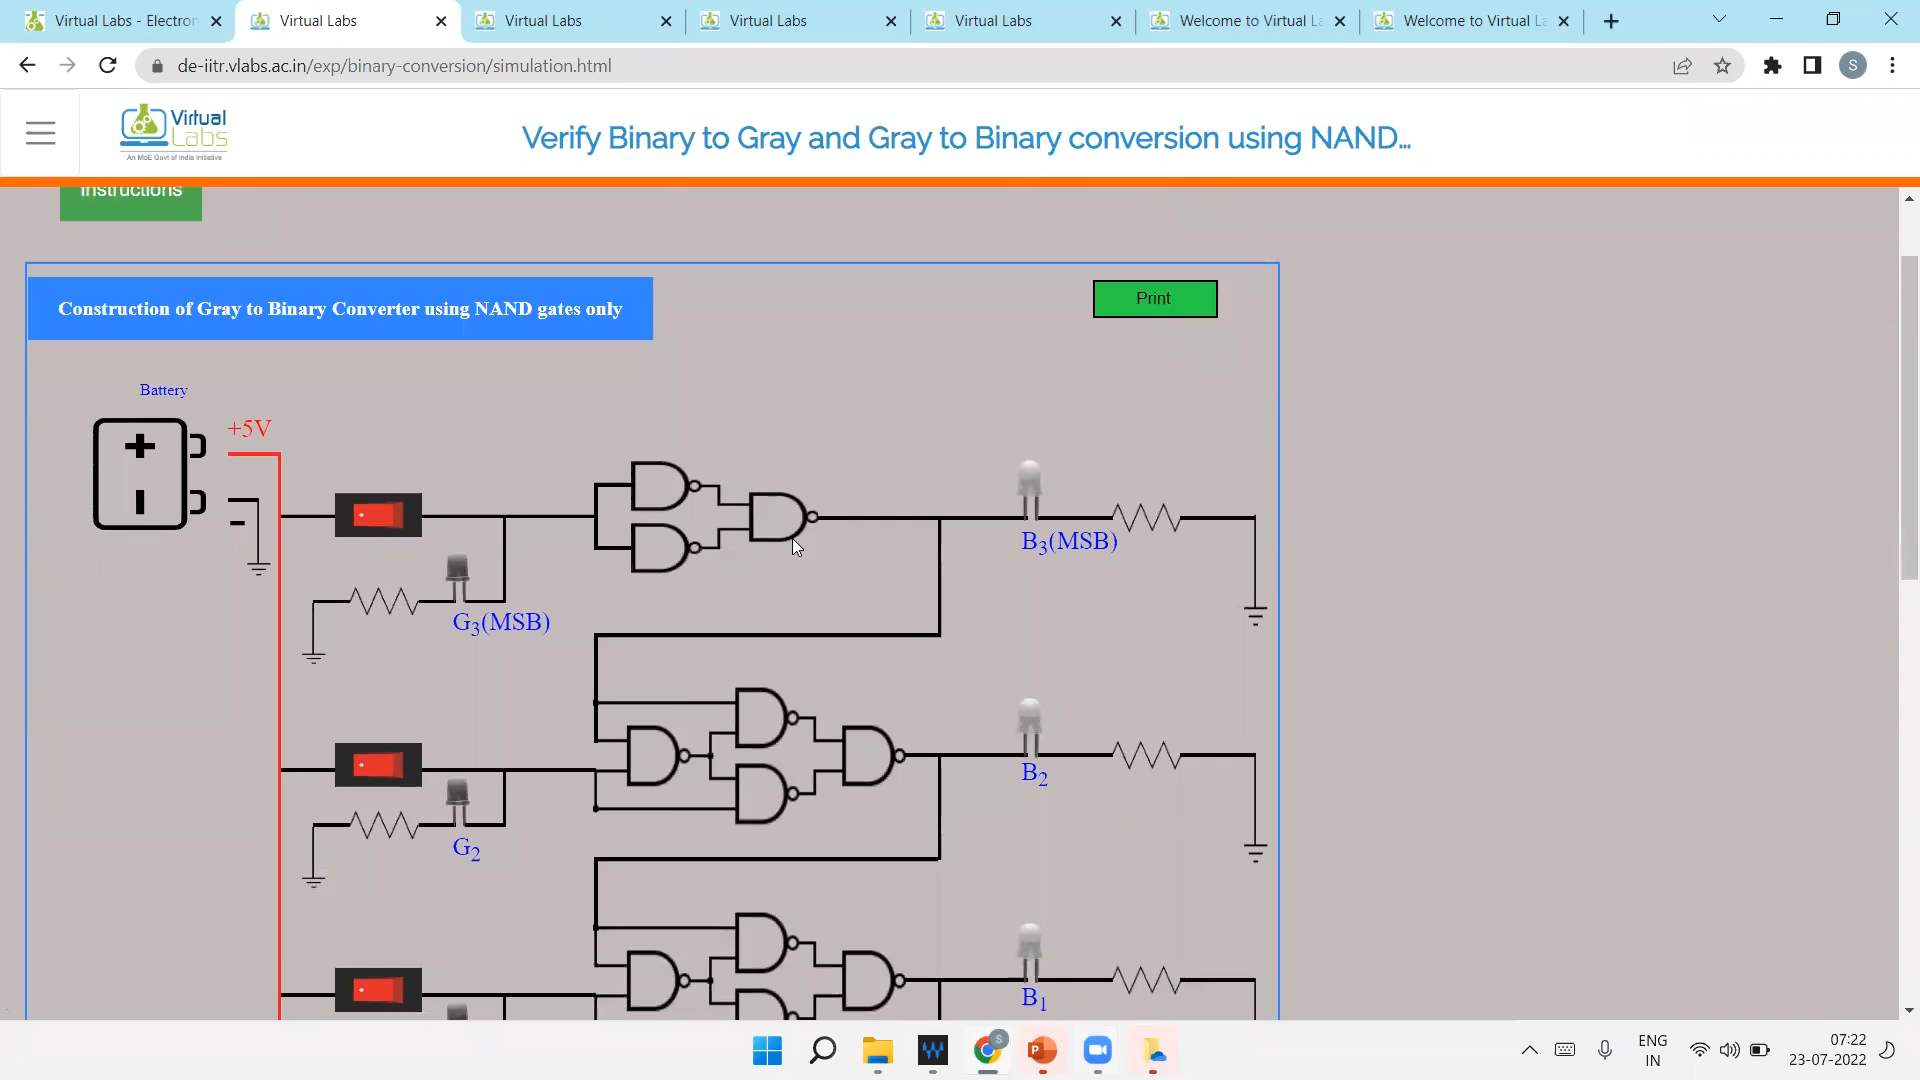 Virtual Labs - Electron
Virtual Labs
Virtual Labs
Virtual Labs
Virtual Labs
Welcome to Virtual La
Welcome to Virtual La
de-iitr.vlabs.ac.in/exp/binary-conversion/simulation.html
S
Virtual
Labs
An MoE Govt of India Initiative
Verify Binary to Gray and Gray to Binary conversion using NAND...
Instructions
Construction of Gray to Binary Converter using NAND gates only
Print
Battery
+5V
B3(MSB)
G3(MSB)
B2
G2
B1
S
ENG
IN
07:22
23-07-2022